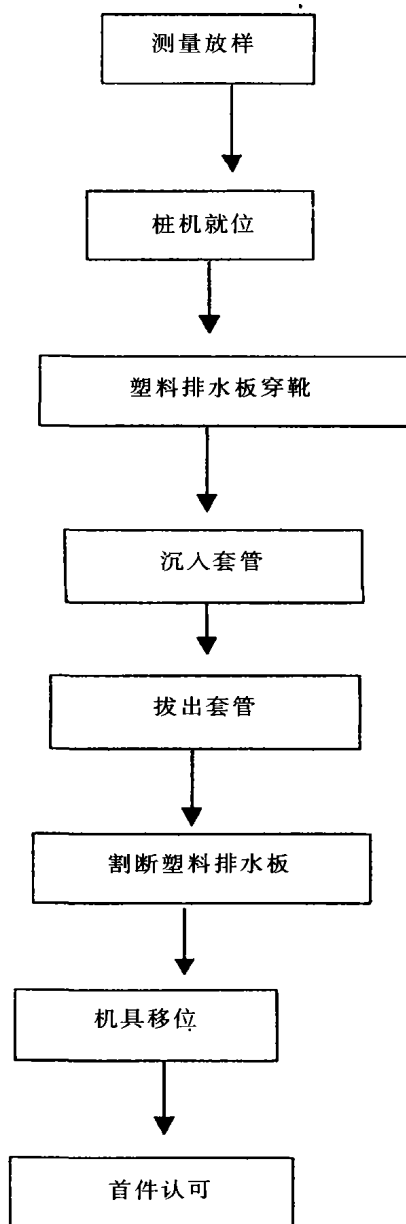 测量放样
桩机就位
塑料排水板穿靴
沉入套管
拔出套管
割断塑料排水板
机具移位
首件认可